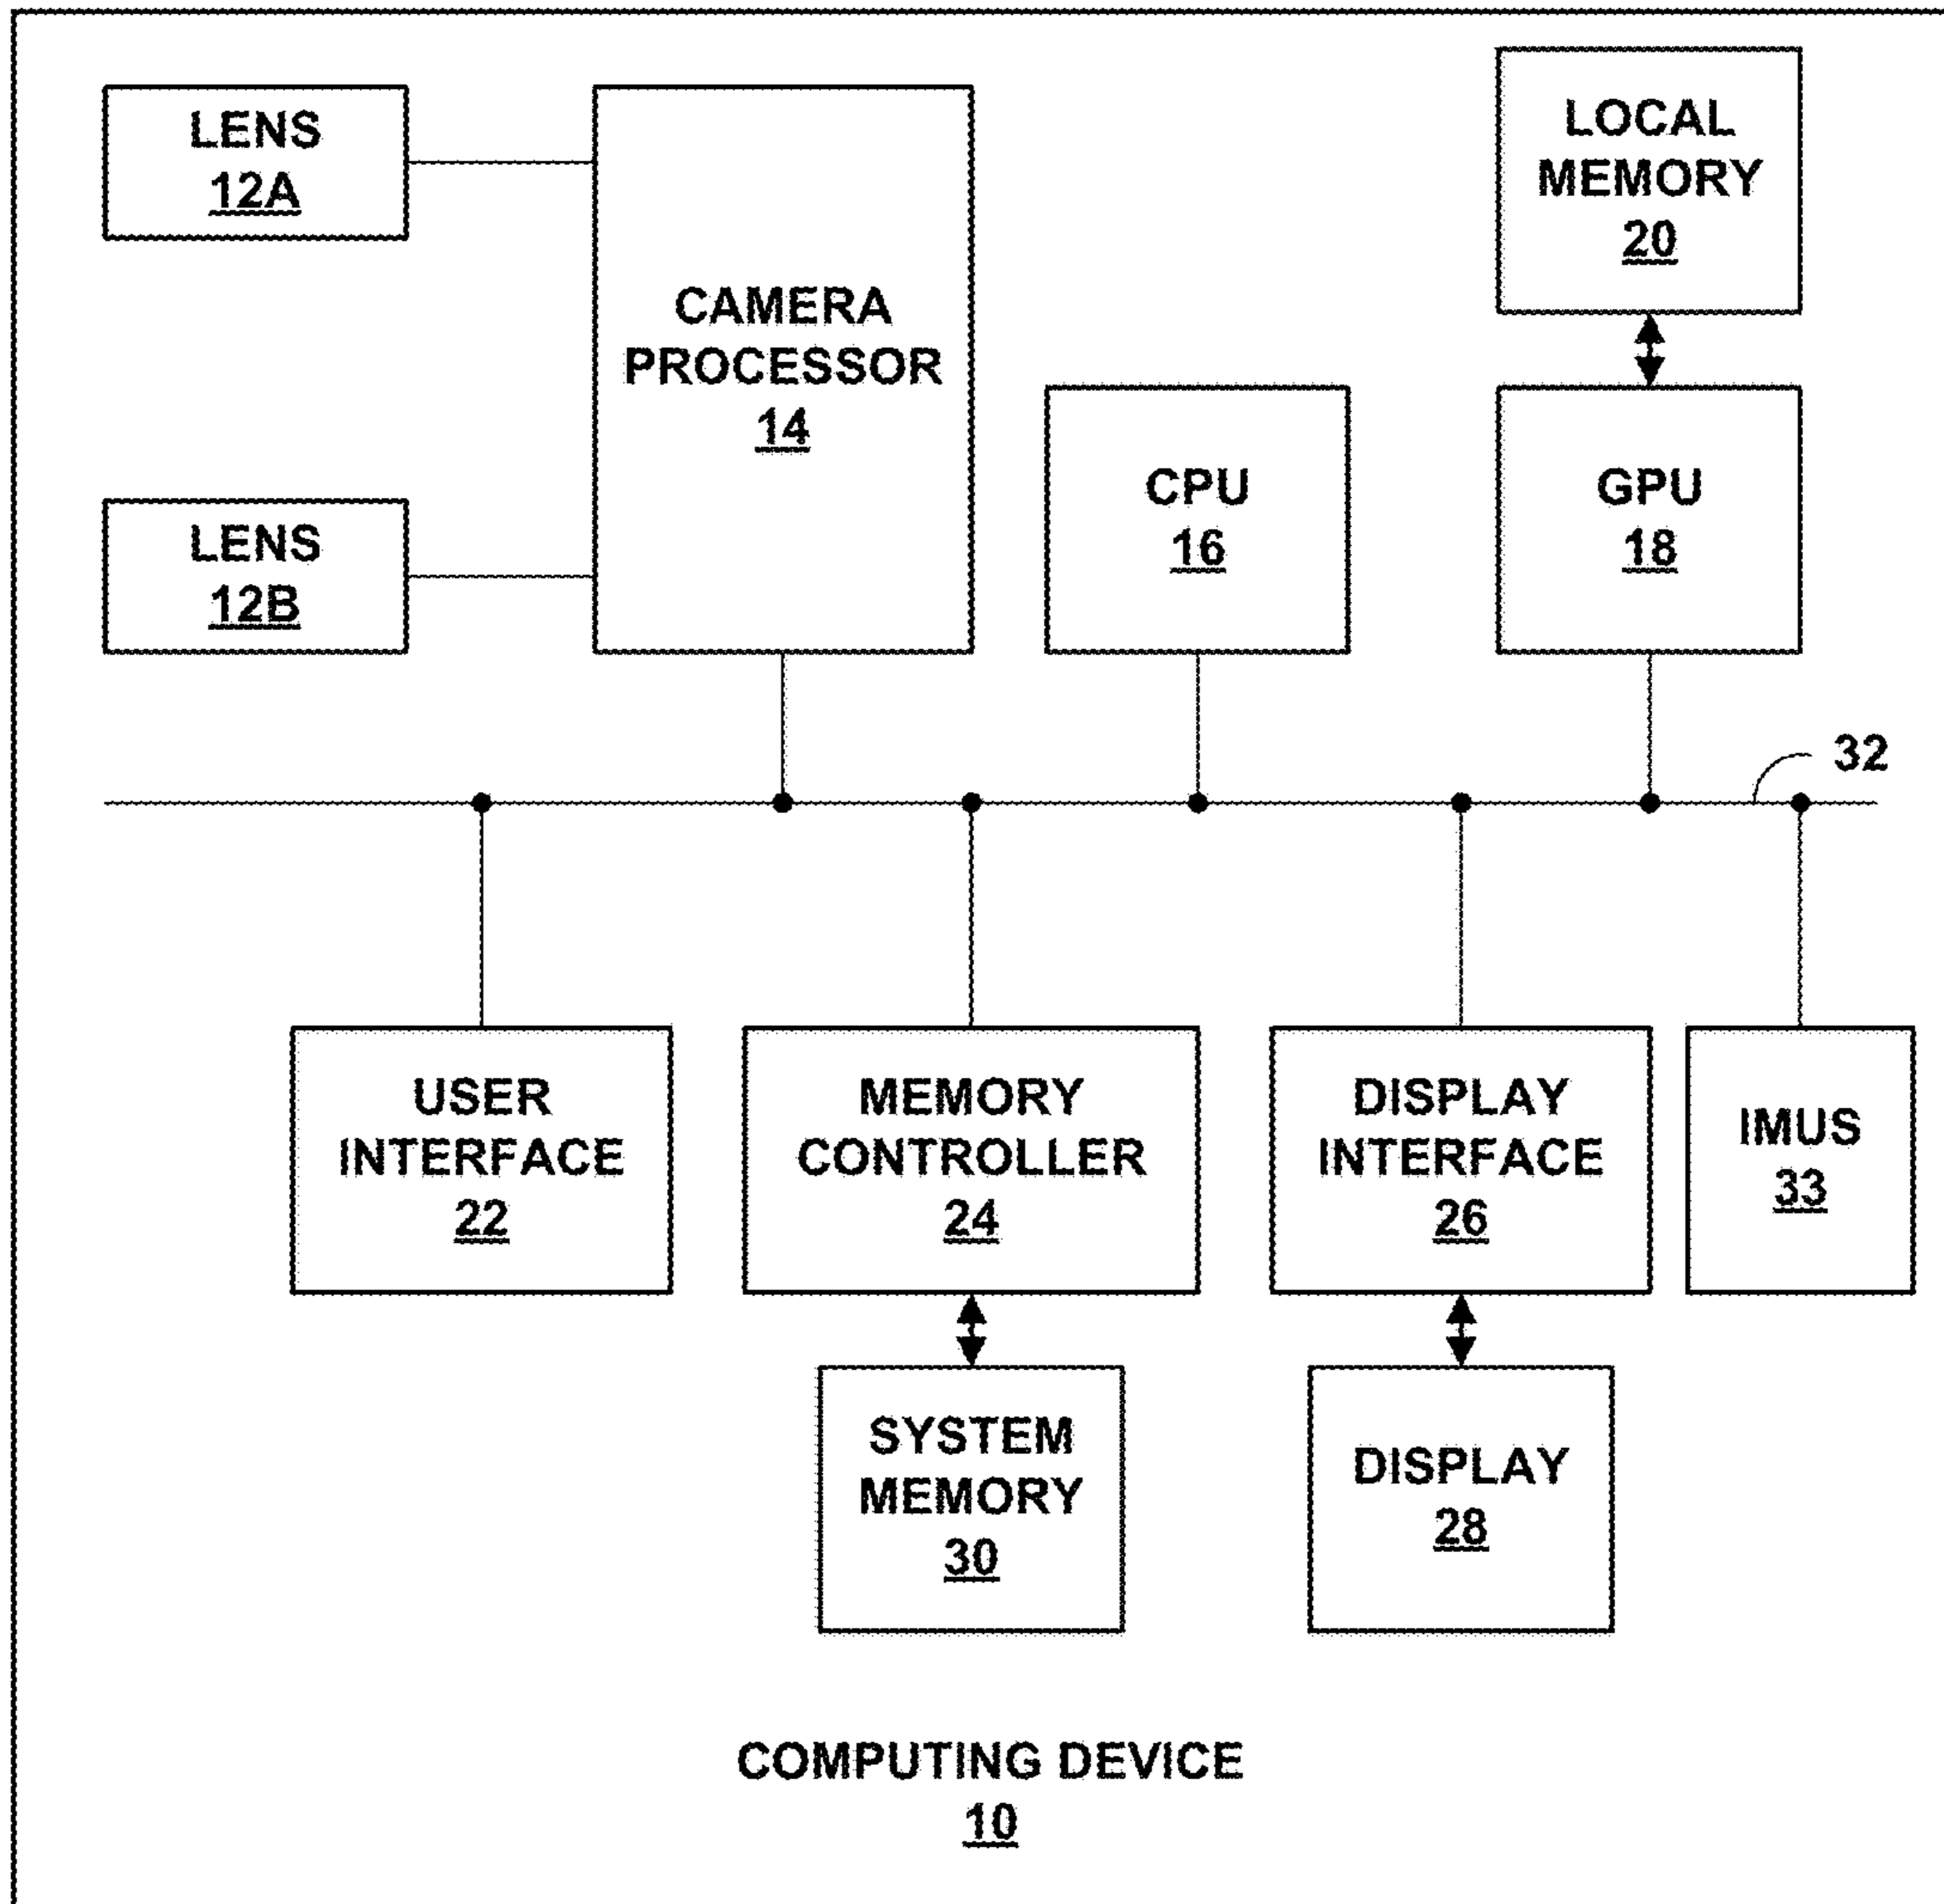 LENS
12A
CAMERA
PROCESSOR
14
LOCAL
MEMORY
20
LENS
12B
CPU
16
GPU
18
32
USER
INTERFACE
22
MEMORY
CONTROLLER
24
DISPLAY
INTERFACE
26
IMUS
33
SYSTEM
MEMORY
30
DISPLAY
28
COMPUTING DEVICE
10